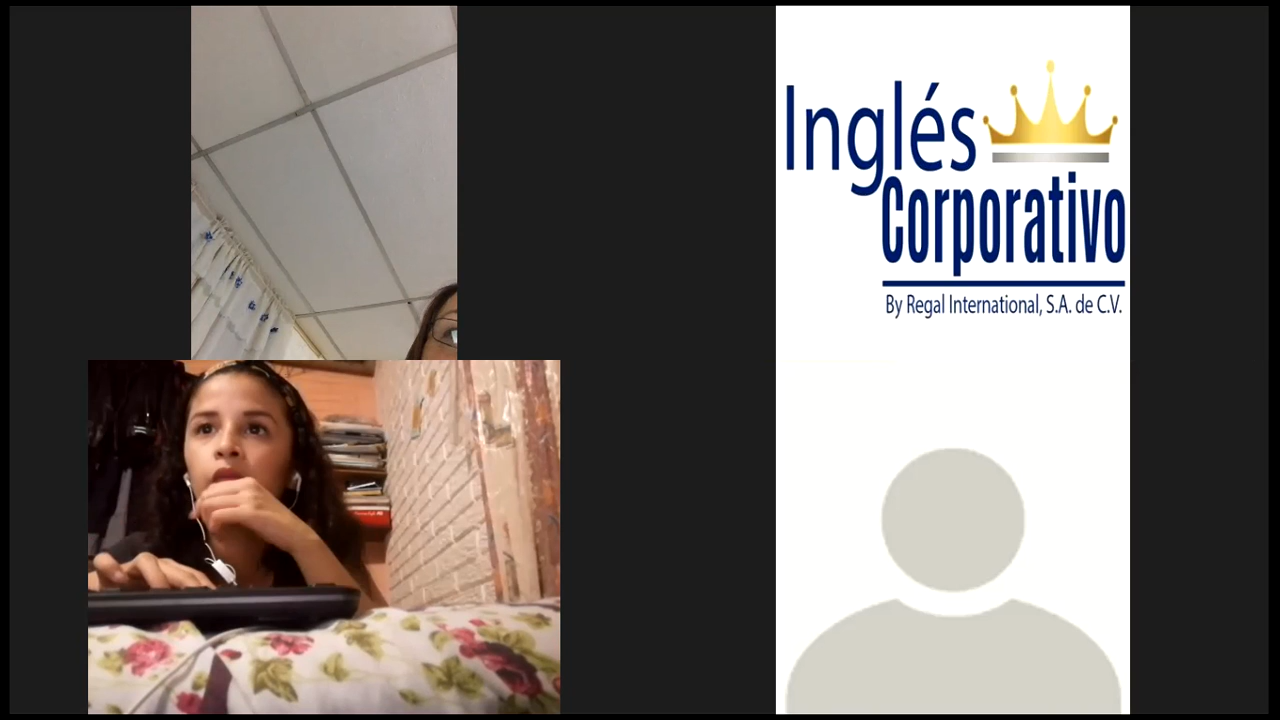 Inglés
Corporativo
By Regal International, S.A. de C.V.